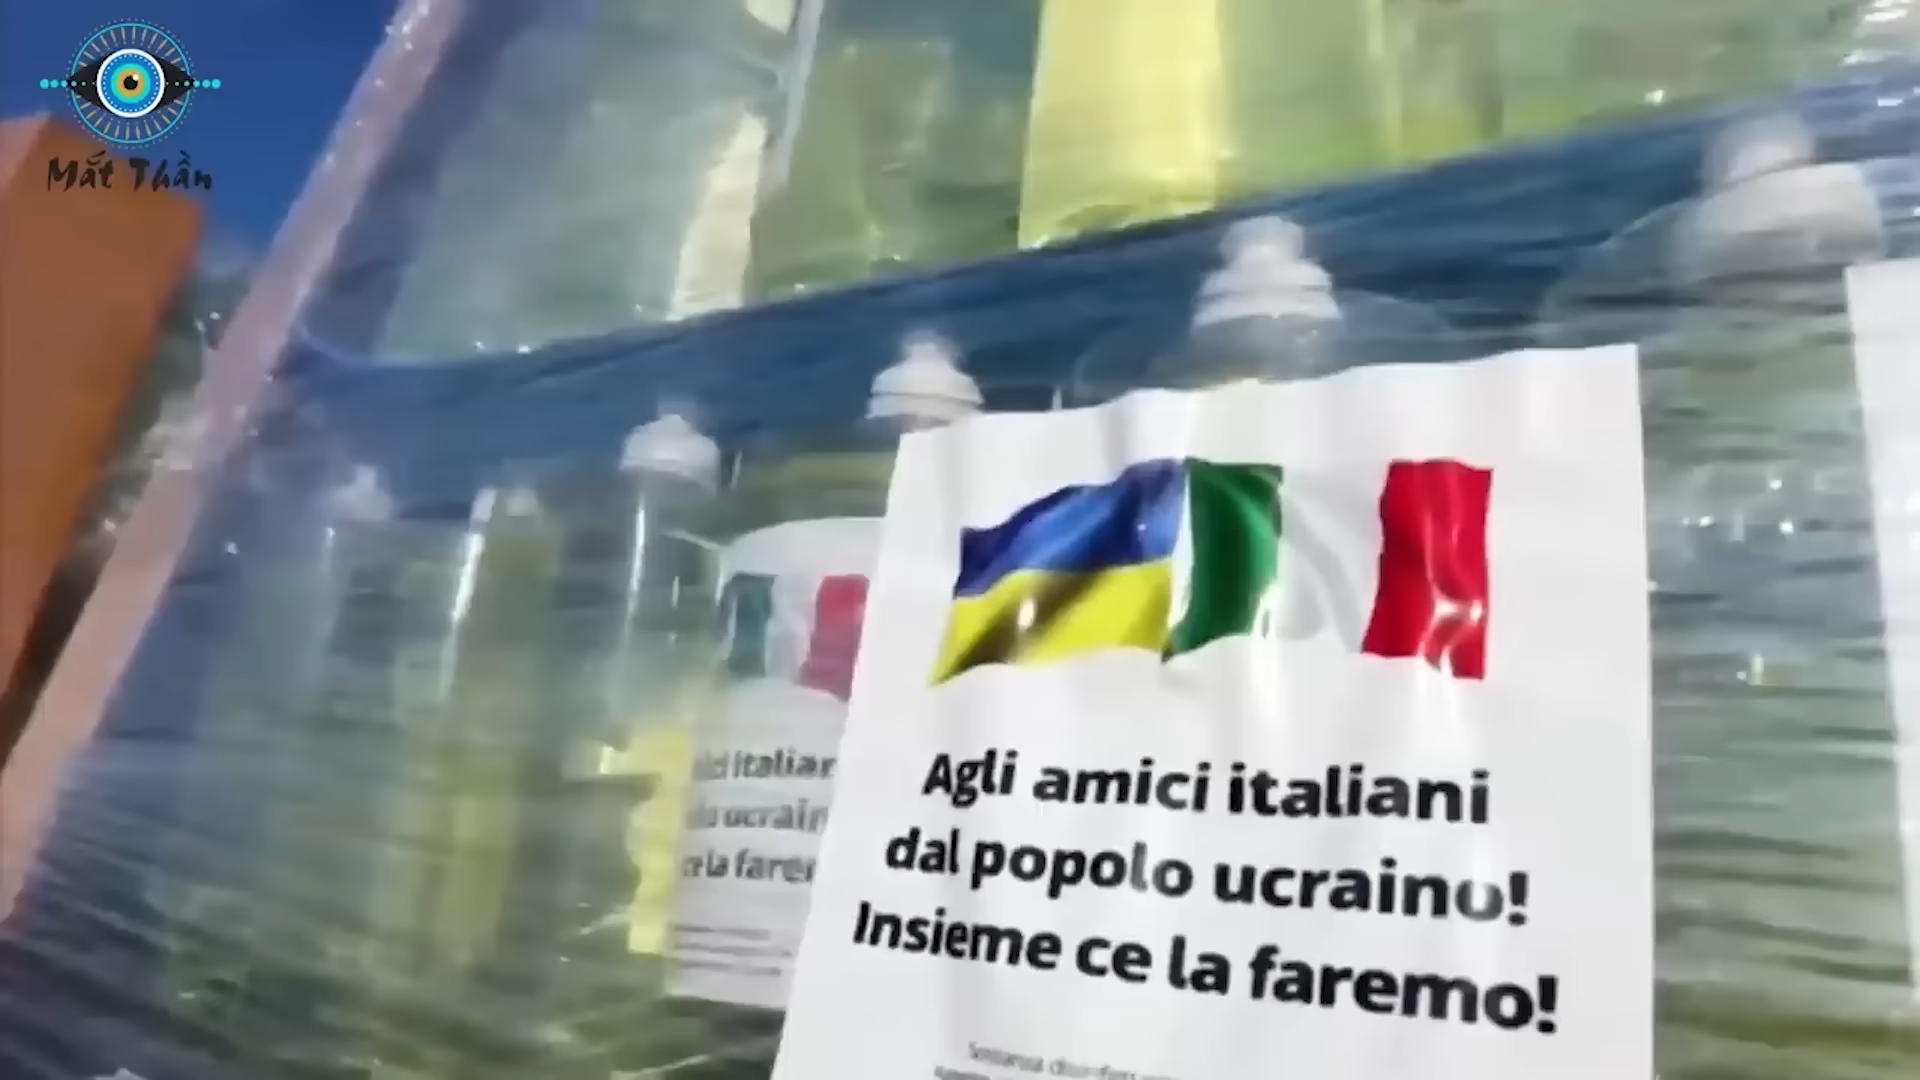 Mắt Thần
Agli amici italiani
dal popolo ucraino!
Insieme ce la faremo!